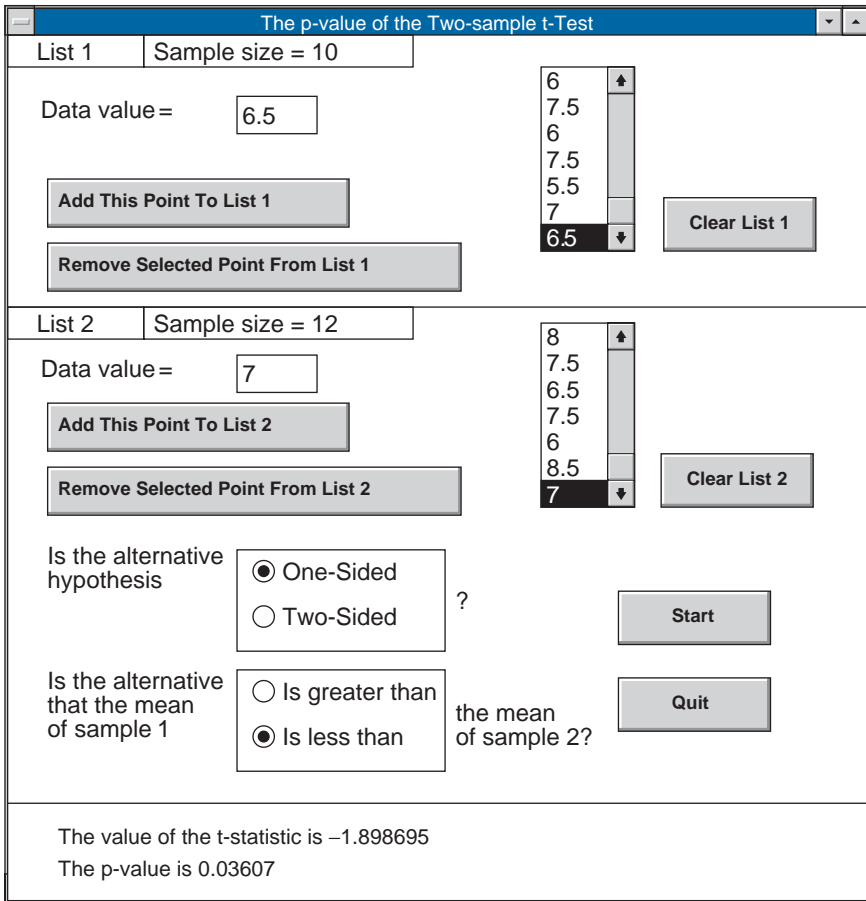 The p-value of the Two-sample t-Test
List 1 Sample size = 10
Data value = 6.5
6
7.5
6
7.5
5.5
7
6.5
Add This Point To List 1
Remove Selected Point From List 1
Clear List 1
List 2 Sample size = 12
Data value = 7
8
7.5
6.5
7.5
6
8.5
7
Add This Point To List 2
Remove Selected Point From List 2
Clear List 2
Is the alternative
hypothesis
One-Sided
Two-Sided
?
Start
Is the alternative
that the mean
of sample 1
Is greater than
Is less than
the mean
of sample 2?
Quit
The value of the t-statistic is −1.898695
The p-value is 0.03607